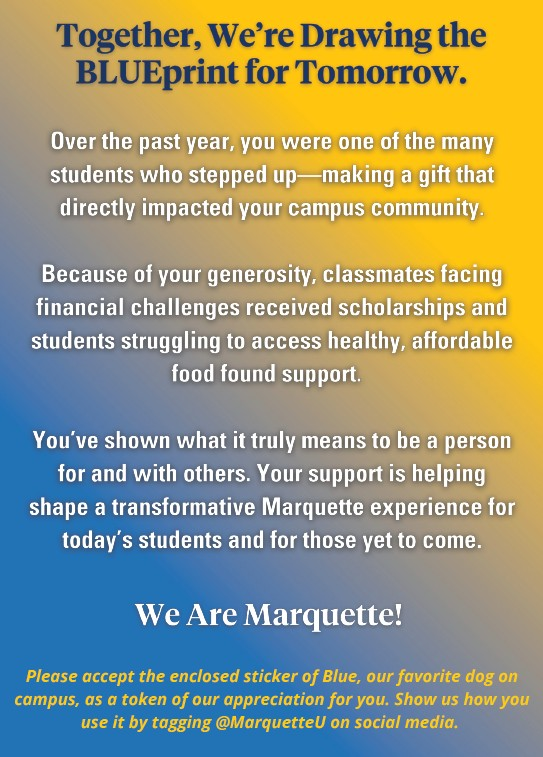 Together, We’re Drawing the
BLUEprint for Tomorrow.
Over the past year, you were one of the many
students who stepped up—making a gift that
directly impacted your campus community.
Because of your generosity, classmates facing
financial challenges received scholarships and
students struggling to access healthy, affordable
food found support.
You’ve shown what it truly means to be a person
for and with others. Your support is helping
shape a transformative Marquette experience for
today’s students and for those yet to come.
We Are Marquette!
Please accept the enclosed sticker of Blue, our favorite dog on
campus, as a token of our appreciation for you. Show us how you
use it by tagging @MarquetteU on social media.